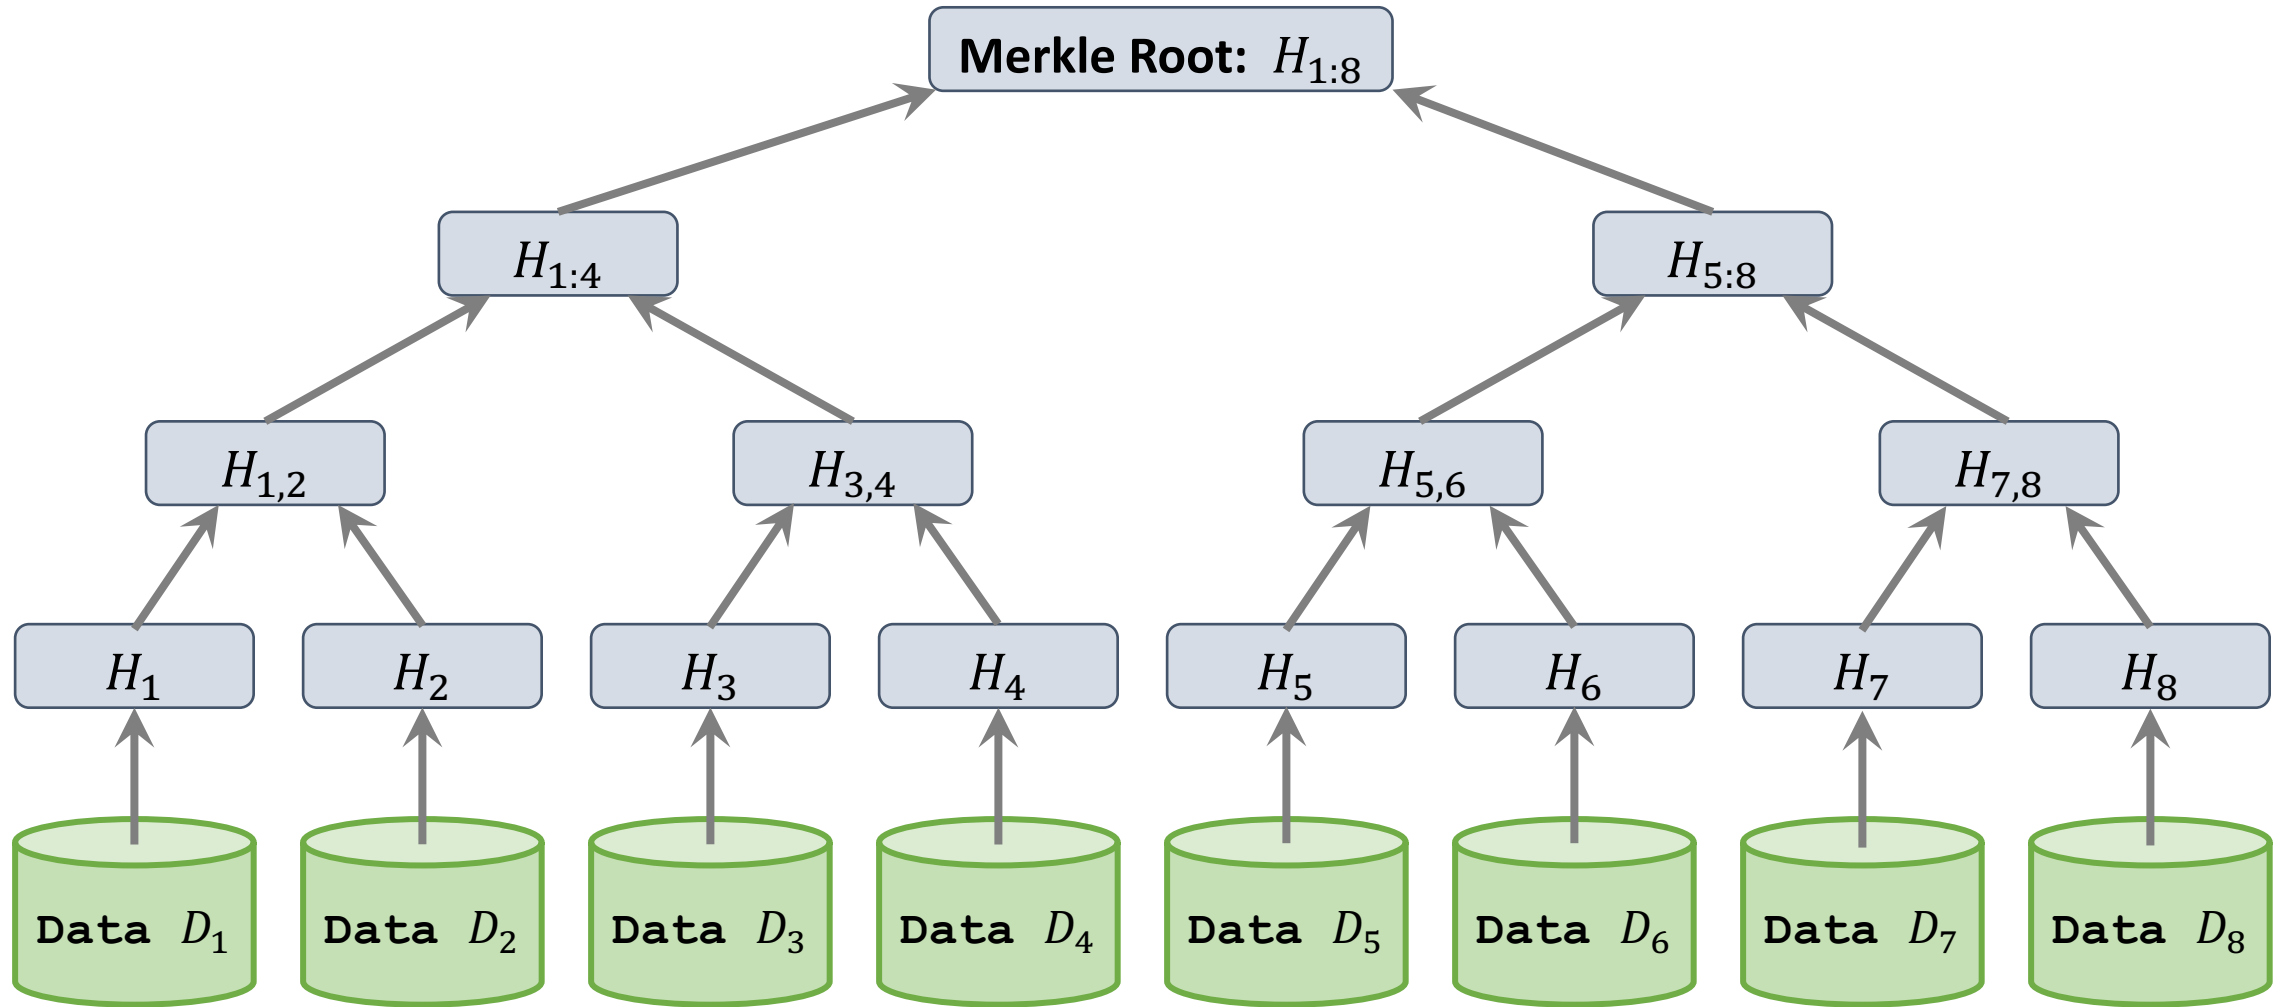 Merkle Root: H₁:₈
H₁:₄
H₅:₈
H₁,₂
H₃,₄
H₅,₆
H₇,₈
H₁
H₂
H₃
H₄
H₅
H₆
H₇
H₈
Data D₁
Data D₂
Data D₃
Data D₄
Data D₅
Data D₆
Data D₇
Data D₈